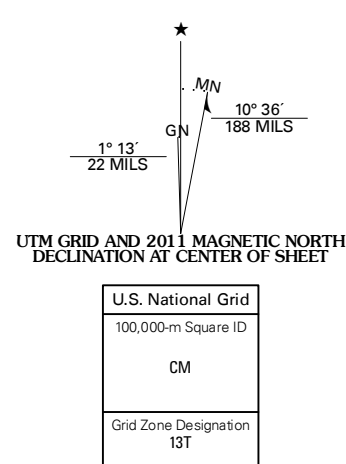 ★
MN
GN
10° 36´
188 MILS
1° 13´
22 MILS
UTM GRID AND 2011 MAGNETIC NORTH
DECLINATION AT CENTER OF SHEET
U.S. National Grid
100,000-m Square ID
CM
Grid Zone Designation
13T